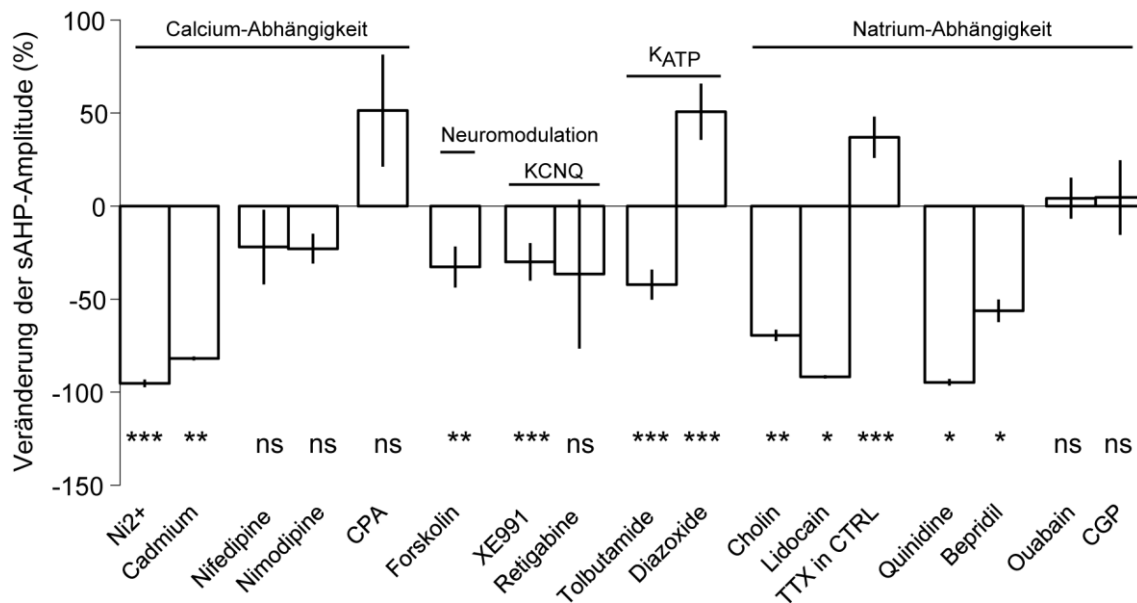 Veränderung der sAHP-Amplitude (%)
100
50
0
-50
-100
-150
Calcium-Abhängigkeit
Neuromodulation
KCNQ
KATP
Natrium-Abhängigkeit
*** ** ns ns ns ** *** ns *** *** ** * *** * * ns ns
Ni2+
Cadmium
Nifedipine
Nimodipine
CPA
Forskolin
XE991
Retigabine
Tolbutamide
Diazoxide
Cholin
Lidocain
TTX in CTRL
Quinidine
Bepridil
Ouabain
CGP